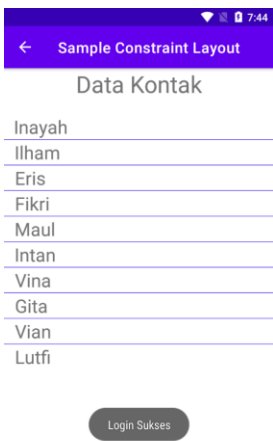 7:44
Sample Constraint Layout
Data Kontak
Inayah
Ilham
Eris
Fikri
Maul
Intan
Vina
Gita
Vian
Lutfi
Login Sukses